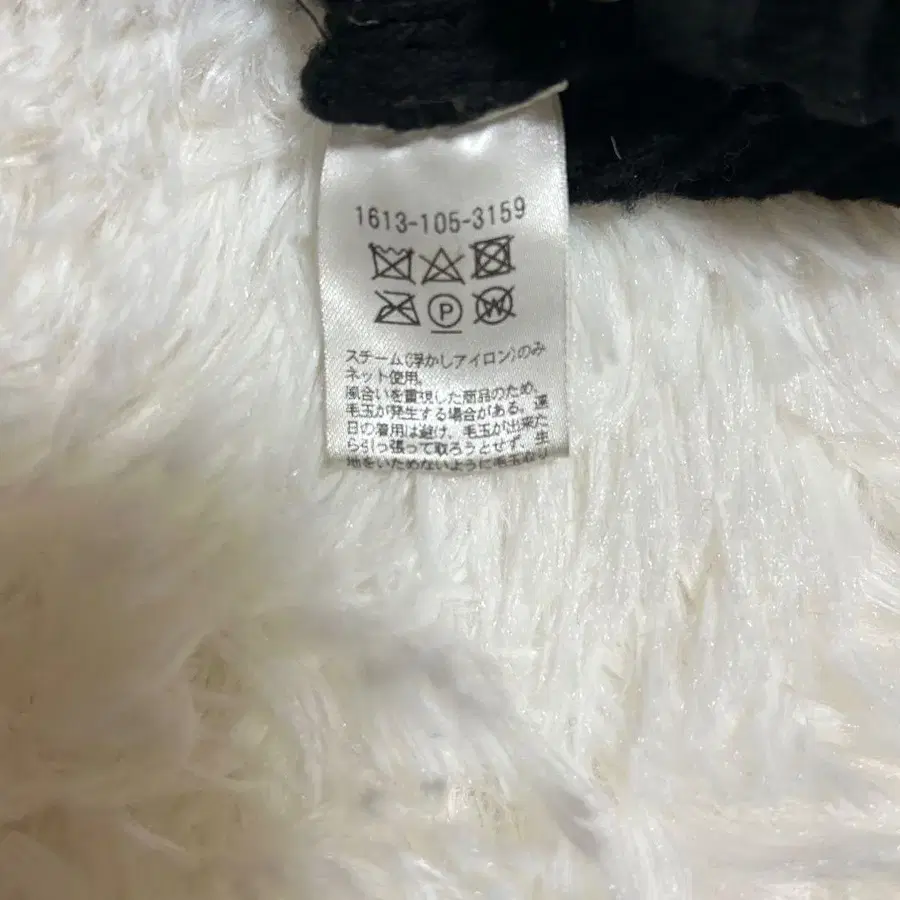 1613-105-3159
P
W
スチーム(浮かしアイロン)のみ
ネット使用。
風合いを重視した商品のため、
毛玉が発生する場合がある。連
日の着用は避け、毛玉が出来た
ら引っ張って取ろうとせず、生
地をいためないように毛玉取り